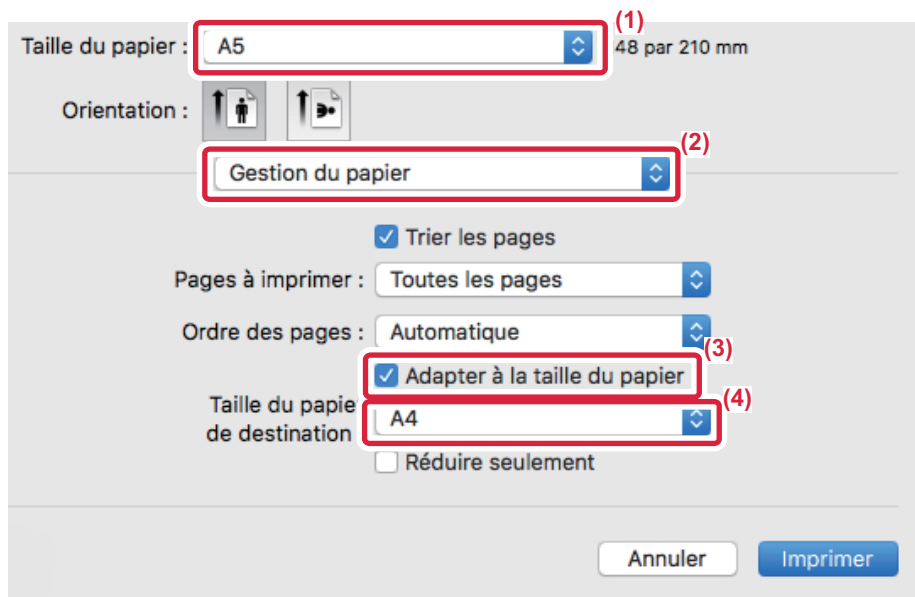 (1)
Taille du papier : A5 48 par 210 mm
Orientation :
(2)
Gestion du papier
Trier les pages
Pages à imprimer : Toutes les pages
Ordre des pages : Automatique
(3)
Adapter à la taille du papier
(4)
Taille du papie
de destination A4
Réduire seulement
Annuler Imprimer